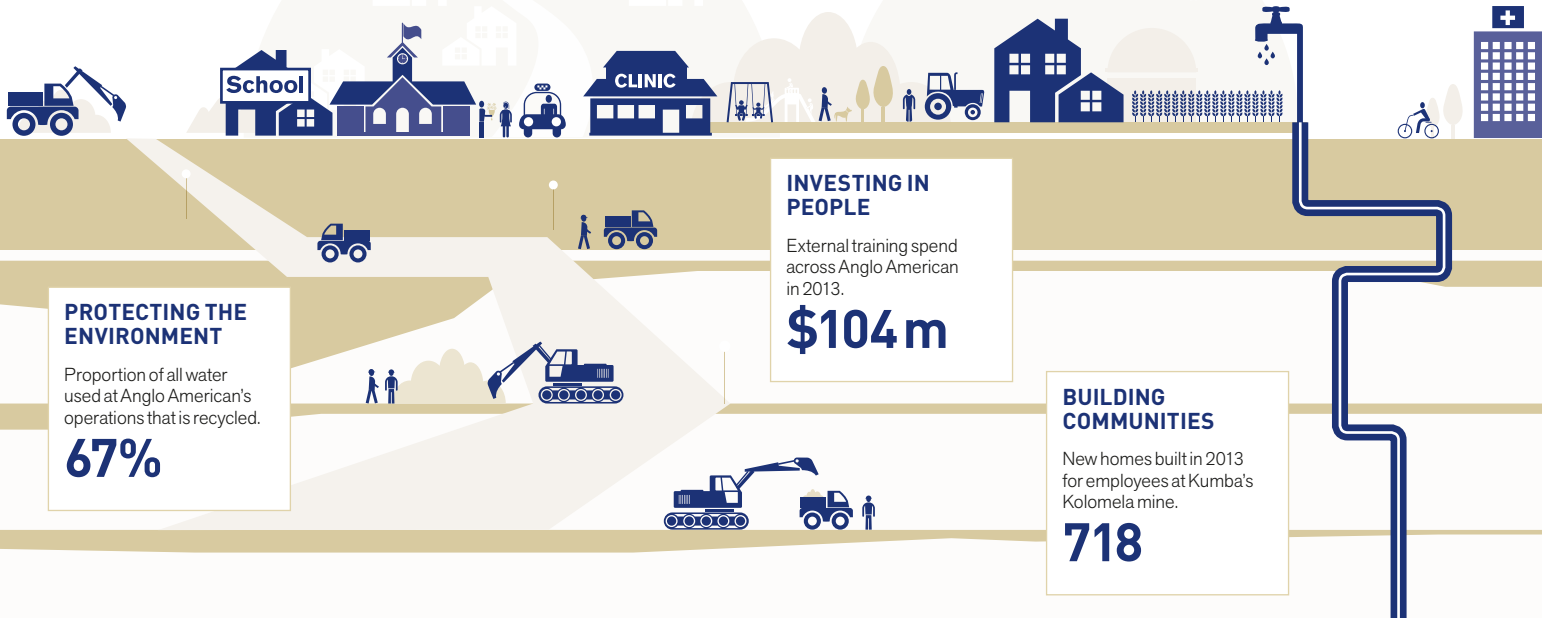 School
CLINIC
INVESTING IN
PEOPLE
External training spend
across Anglo American
in 2013.
$104m
PROTECTING THE
ENVIRONMENT
Proportion of all water
used at Anglo American's
operations that is recycled.
67%
BUILDING
COMMUNITIES
New homes built in 2013
for employees at Kumba's
Kolomela mine.
718